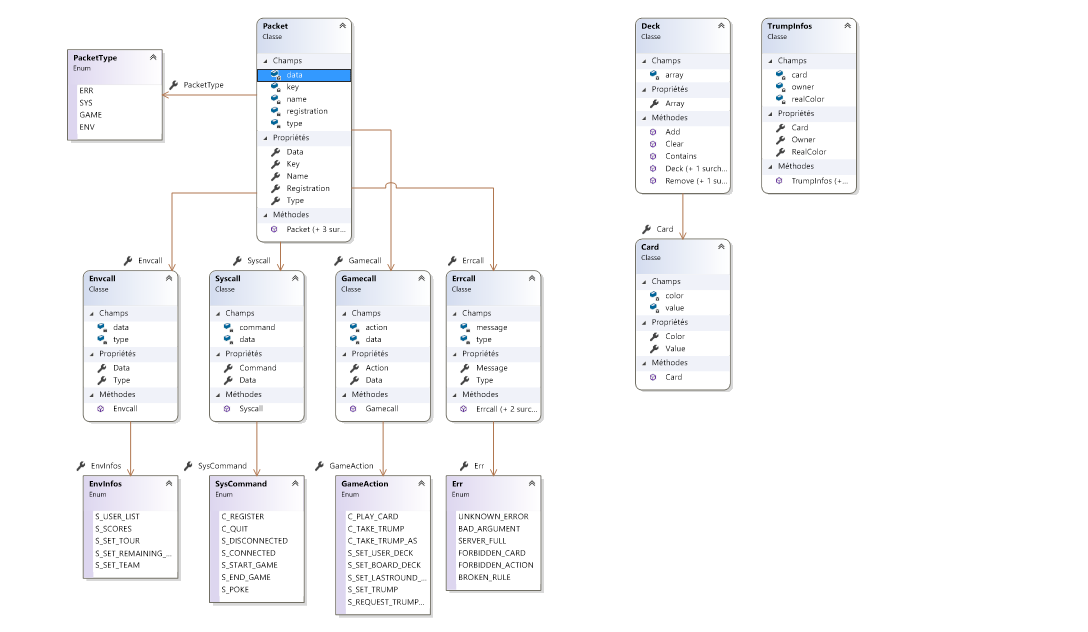 Packet
Classe
Champs
data
key
name
registration
type
Propriétés
Data
Key
Name
Registration
Type
Méthodes
Packet (+ 3 sur...
PacketType
Enum
ERR
SYS
GAME
ENV
PacketType
Deck
Classe
Champs
array
Propriétés
Array
Méthodes
Add
Clear
Contains
Deck (+ 1 surch...
Remove (+ 1 su...
TrumpInfos
Classe
Champs
card
owner
realColor
Propriétés
Card
Owner
RealColor
Méthodes
TrumpInfos (+...
Card
Card
Classe
Champs
color
value
Propriétés
Color
Value
Méthodes
Card
Envcall
Envcall
Classe
Champs
data
type
Propriétés
Data
Type
Méthodes
Envcall
Syscall
Syscall
Classe
Champs
command
data
Propriétés
Command
Data
Méthodes
Syscall
Gamecall
Gamecall
Classe
Champs
action
data
Propriétés
Action
Data
Méthodes
Gamecall
Errcall
Errcall
Classe
Champs
message
type
Propriétés
Message
Type
Méthodes
Errcall (+ 2 surc...
EnvInfos
EnvInfos
Enum
S_USER_LIST
S_SCORES
S_SET_TOUR
S_SET_REMAINING_...
S_SET_TEAM
SysCommand
SysCommand
Enum
C_REGISTER
C_QUIT
S_DISCONNECTED
S_CONNECTED
S_START_GAME
S_END_GAME
S_POKE
GameAction
GameAction
Enum
C_PLAY_CARD
C_TAKE_TRUMP
C_TAKE_TRUMP_AS
S_SET_USER_DECK
S_SET_BOARD_DECK
S_SET_LASTROUND_...
S_SET_TRUMP
S_REQUEST_TRUMP...
Err
Err
Enum
UNKNOWN_ERROR
BAD_ARGUMENT
SERVER_FULL
FORBIDDEN_CARD
FORBIDDEN_ACTION
BROKEN_RULE